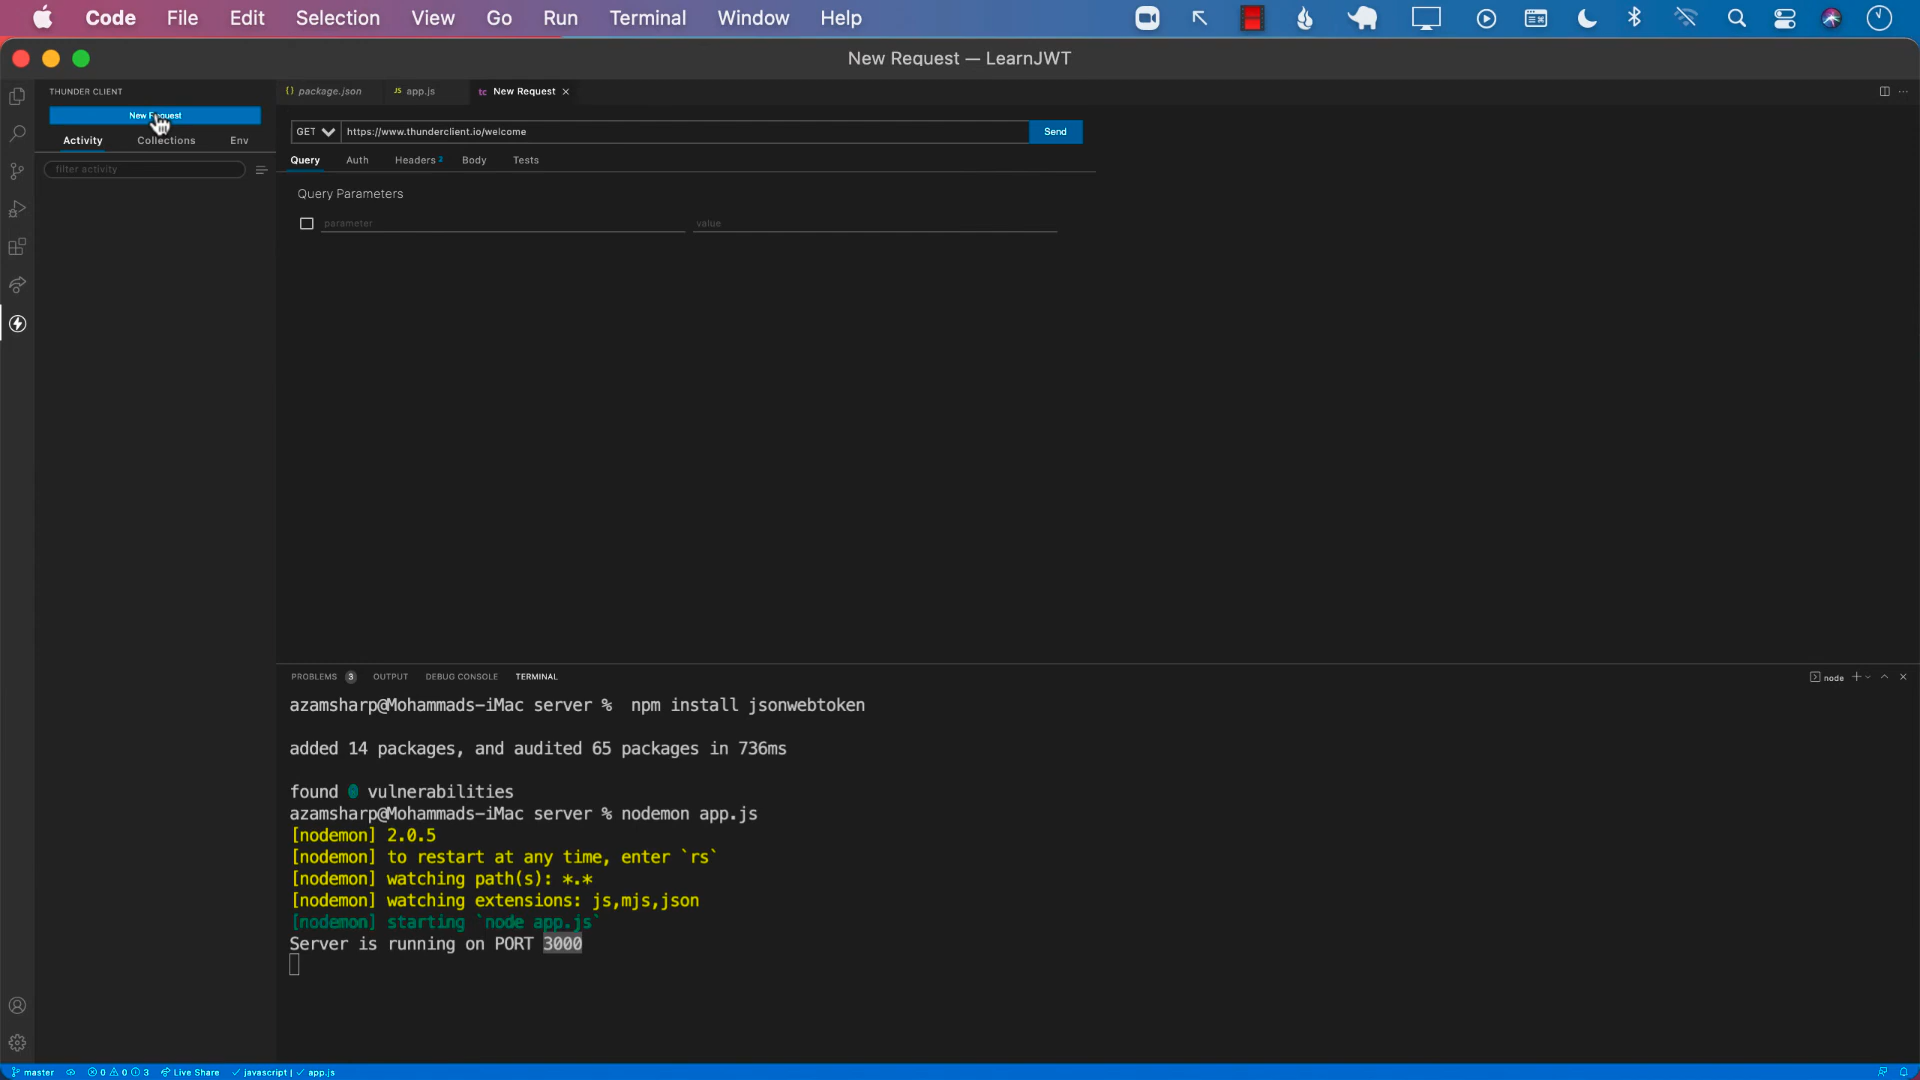 Code File Edit Selection View Go Run Terminal Window Help
New Request — LearnJWT
THUNDER CLIENT
New Request
Activity Collections Env
filter activity
package.json
JS app.js
tc New Request
GET https://www.thunderclient.io/welcome Send
Query Auth Headers 2 Body Tests
Query Parameters
parameter value
PROBLEMS 3 OUTPUT DEBUG CONSOLE TERMINAL
node
azamsharp@Mohammads-iMac server % npm install jsonwebtoken
added 14 packages, and audited 65 packages in 736ms
found 0 vulnerabilities
azamsharp@Mohammads-iMac server % nodemon app.js
[nodemon] 2.0.5
[nodemon] to restart at any time, enter `rs`
[nodemon] watching path(s): *.*
[nodemon] watching extensions: js,mjs,json
[nodemon] starting `node app.js`
Server is running on PORT 3000
master 0 0 3 Live Share javascript | app.js